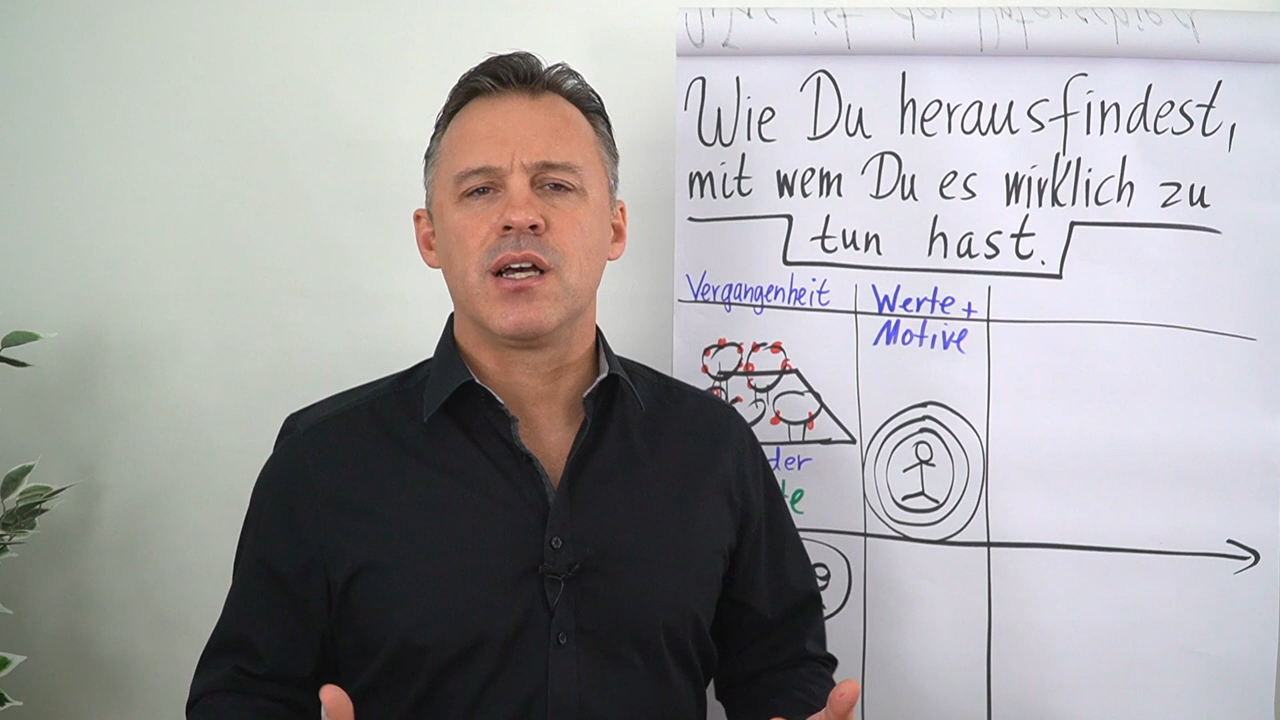 Wie Du herausfindest,
mit wem Du es wirklich zu
tun hast.
Vergangenheit
Werte +
Motive